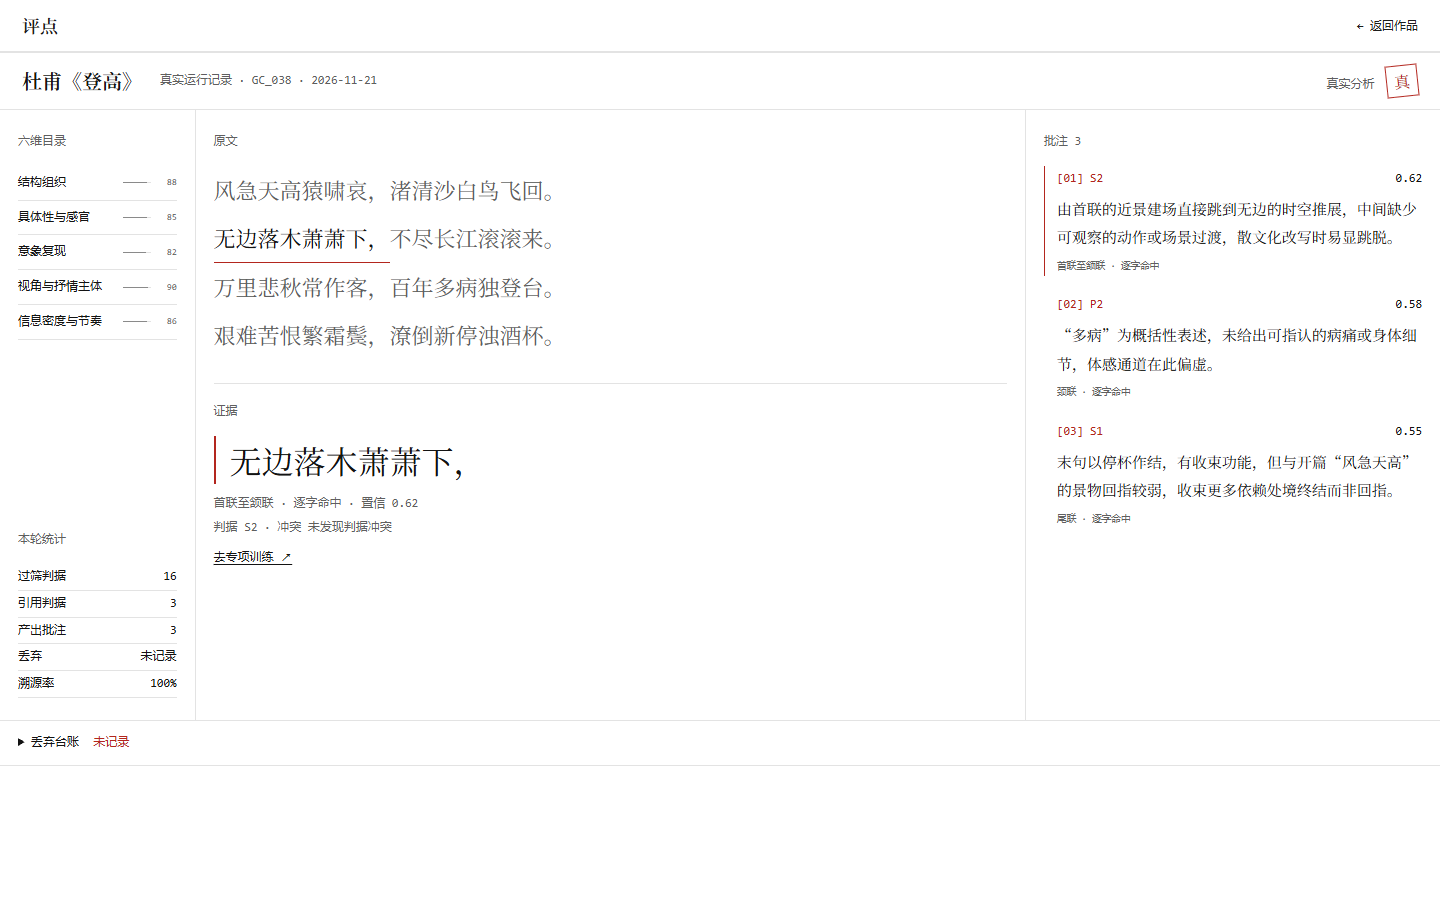 评点
← 返回作品
杜甫《登高》
真实运行记录 · GC_038 · 2026-11-21
真实分析
真
六维目录
结构组织 88
具体性与感官 85
意象复现 82
视角与抒情主体 90
信息密度与节奏 86
本轮统计
过筛判据 16
引用判据 3
产出批注 3
丢弃 未记录
溯源率 100%
原文
风急天高猿啸哀，渚清沙白鸟飞回。
无边落木萧萧下，不尽长江滚滚来。
万里悲秋常作客，百年多病独登台。
艰难苦恨繁霜鬓，潦倒新停浊酒杯。
证据
无边落木萧萧下，
首联至颔联 · 逐字命中 · 置信 0.62
判据 S2 · 冲突 未发现判据冲突
去专项训练 ↗
批注 3
[01] S2 0.62
由首联的近景建场直接跳到无边的时空推展，中间缺少
可观察的动作或场景过渡，散文化改写时易显跳脱。
首联至颔联 · 逐字命中
[02] P2 0.58
“多病”为概括性表述，未给出可指认的病痛或身体细
节，体感通道在此偏虚。
颈联 · 逐字命中
[03] S1 0.55
末句以停杯作结，有收束功能，但与开篇“风急天高”
的景物回指较弱，收束更多依赖处境终结而非回指。
尾联 · 逐字命中
▶ 丢弃台账 未记录